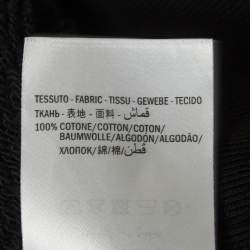 TESSUTO - FABRIC - TISSU - GEWEBE - TECIDO
ТКАНЬ - 表地 - 面料 - قماش
100% COTONE/COTTON/COTON/
BAUMWOLLE/ALGODÓN/ALGODÃO/
ХЛОПОК/綿/棉/قطن